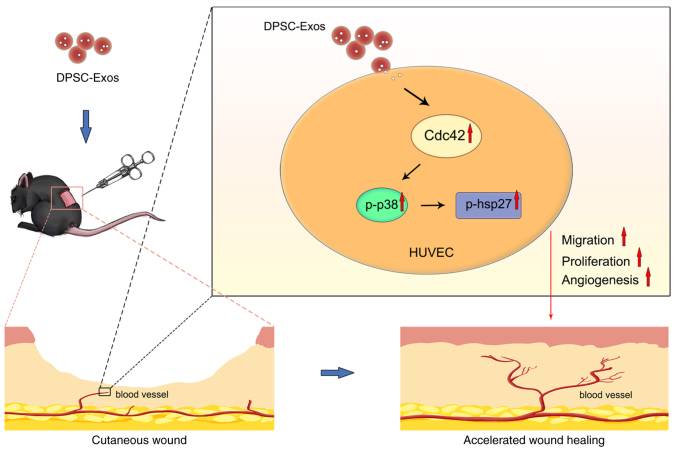 DPSC-Exos
DPSC-Exos
Cdc42
p-p38
p-hsp27
HUVEC
Migration
Proliferation
Angiogenesis
blood vessel
blood vessel
Cutaneous wound
Accelerated wound healing